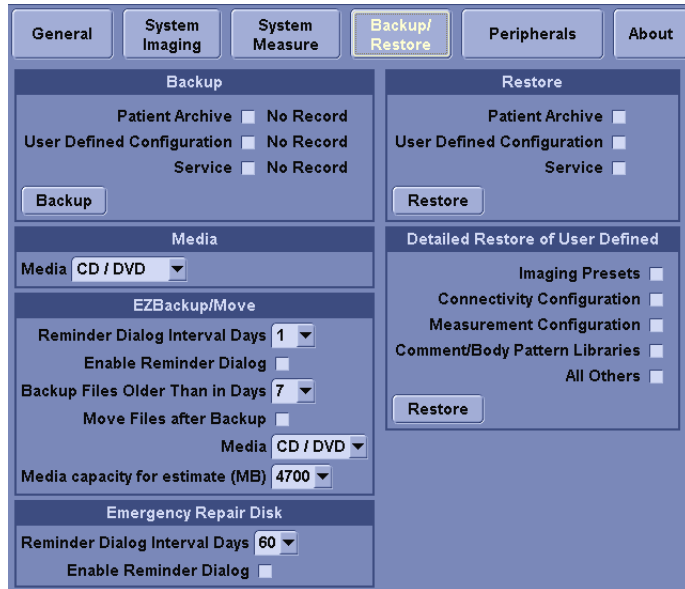 General
System Imaging
System Measure
Backup/ Restore
Peripherals
About
Backup
Patient Archive No Record
User Defined Configuration No Record
Service No Record
Backup
Media
Media CD / DVD
EZBackup/Move
Reminder Dialog Interval Days 1
Enable Reminder Dialog
Backup Files Older Than in Days 7
Move Files after Backup
Media CD / DVD
Media capacity for estimate (MB) 4700
Emergency Repair Disk
Reminder Dialog Interval Days 60
Enable Reminder Dialog
Restore
Patient Archive
User Defined Configuration
Service
Restore
Detailed Restore of User Defined
Imaging Presets
Connectivity Configuration
Measurement Configuration
Comment/Body Pattern Libraries
All Others
Restore